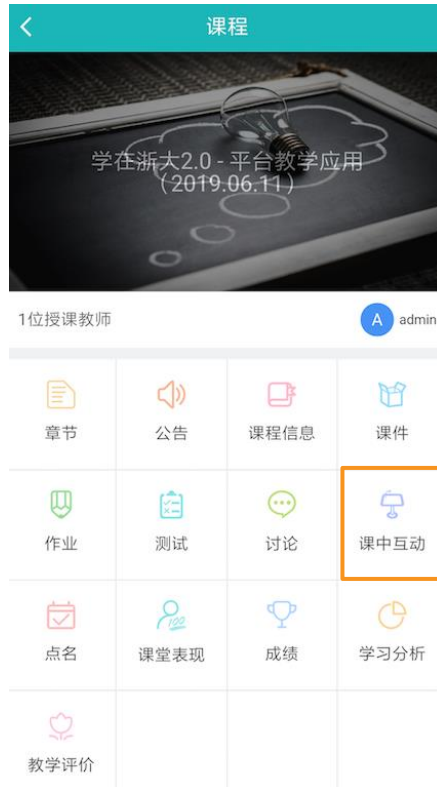 课程
学在浙大2.0 - 平台教学应用
（2019.06.11）
1位授课教师
A admin
章节 公告 课程信息 课件
作业 测试 讨论 课中互动
点名 课堂表现 成绩 学习分析
100
教学评价